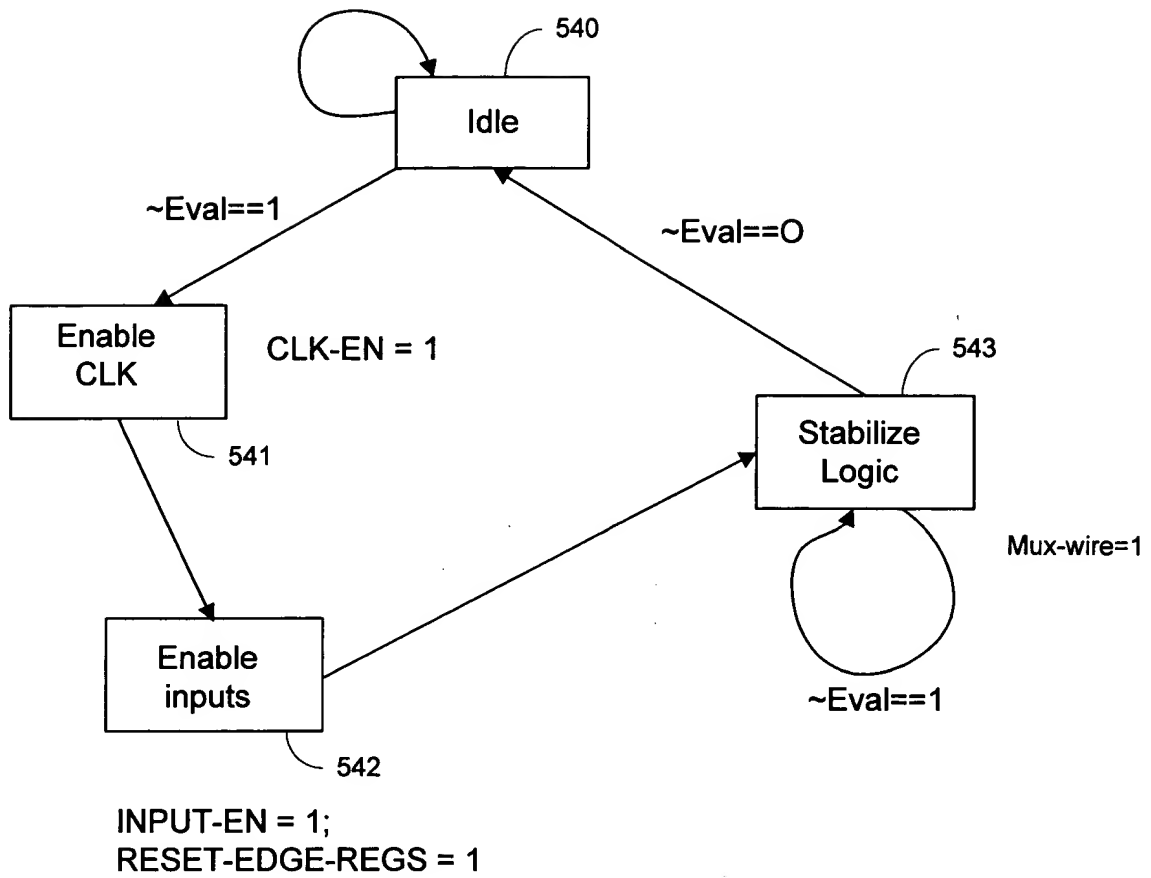 540
Idle
~Eval==1
~Eval==O
Enable
CLK
CLK-EN = 1
541
543
Stabilize
Logic
Mux-wire=1
~Eval==1
Enable
inputs
542
INPUT-EN = 1;
RESET-EDGE-REGS = 1